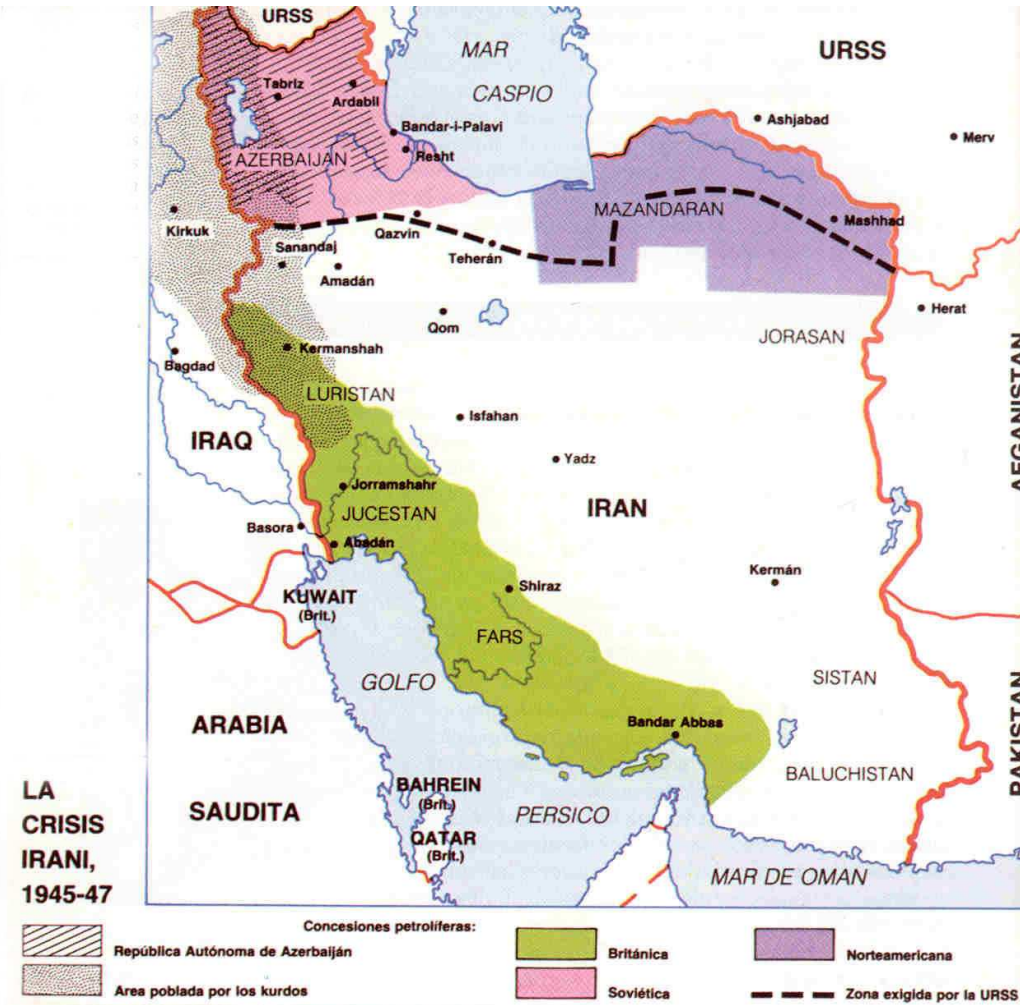 URSS
MAR
CASPIO
URSS
Tabriz
Ardabil
Ashjabad
Merv
Bandar-i-Palavi
Resht
AZERBAIJAN
MAZANDARAN
Mashhad
Kirkuk
Qazvin
Sanandaj
Teherán
Amadán
Herat
Qom
JORASAN
Kermanshah
Bagdad
LURISTAN
AFGANISTAN
Isfahan
IRAQ
Yadz
Jorramshahr
IRAN
JUCESTAN
Basora
Abadán
Kermán
KUWAIT
(Brit.)
Shiraz
FARS
GOLFO
SISTAN
PAKISTAN
ARABIA
Bandar Abbas
BALUCHISTAN
BAHREIN
(Brit.)
SAUDITA
PERSICO
QATAR
(Brit.)
MAR DE OMAN
LA
CRISIS
IRANI,
1945-47
Concesiones petrolíferas:
República Autónoma de Azerbaiján
Británica
Norteamericana
Area poblada por los kurdos
Soviética
Zona exigida por la URSS